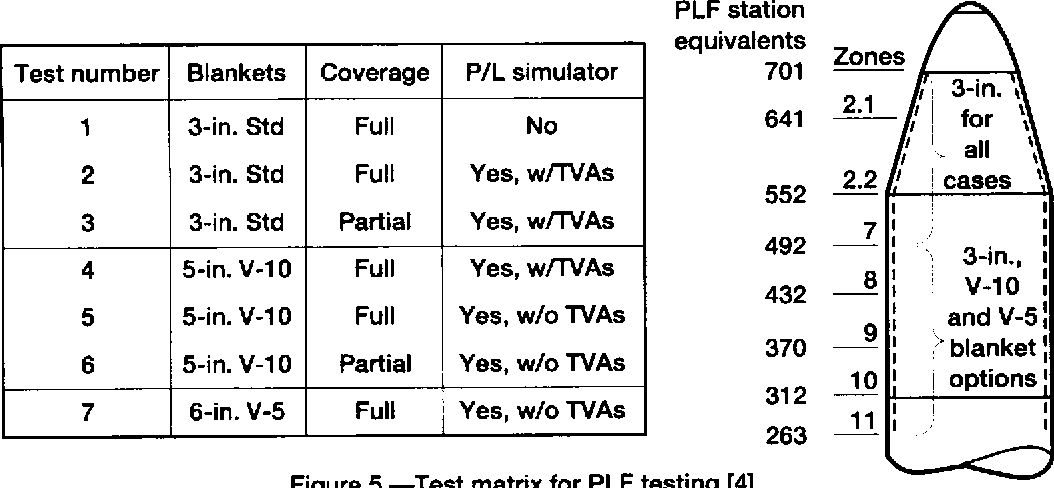 Test number Blankets Coverage P/L simulator
1 3-in. Std Full No
2 3-in. Std Full Yes, w/TVAs
3 3-in. Std Partial Yes, w/TVAs
4 5-in. V-10 Full Yes, w/TVAs
5 5-in. V-10 Full Yes, w/o TVAs
6 5-in. V-10 Partial Yes, w/o TVAs
7 6-in. V-5 Full Yes, w/o TVAs
PLF station
equivalents
Zones
701
2.1
641
2.2
552
7
492
8
432
9
370
10
312
11
263
3-in.
for
all
cases
3-in.,
V-10
and V-5
blanket
options
Figure 5.—Test matrix for PLF testing [4]